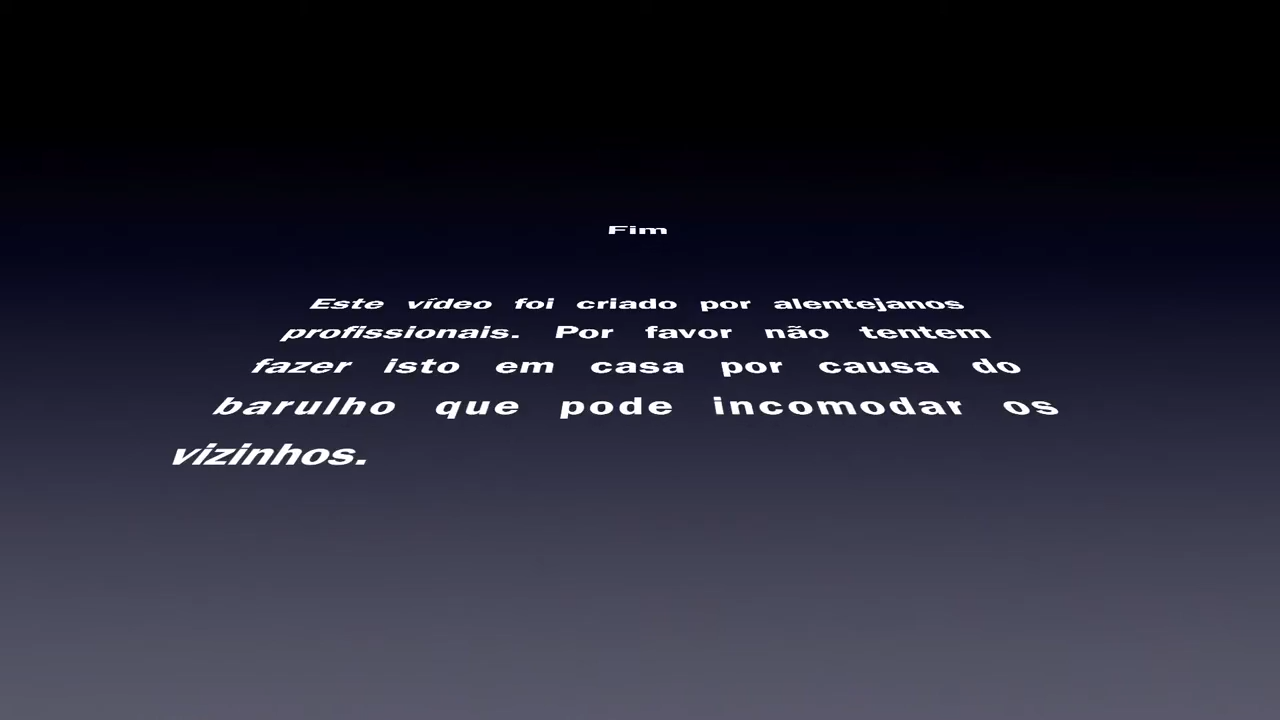 Fim
Este vídeo foi criado por alentejanos
profissionais. Por favor não tentem
fazer isto em casa por causa do
barulho que pode incomodar os
vizinhos.